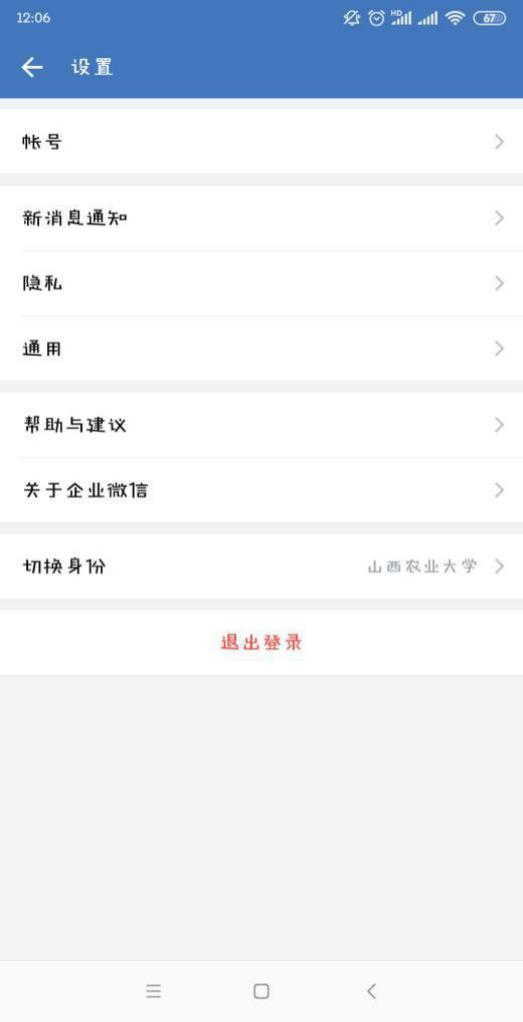 12:06
HD
67
设置
帐号
新消息通知
隐私
通用
帮助与建议
关于企业微信
切换身份
山西农业大学
退出登录